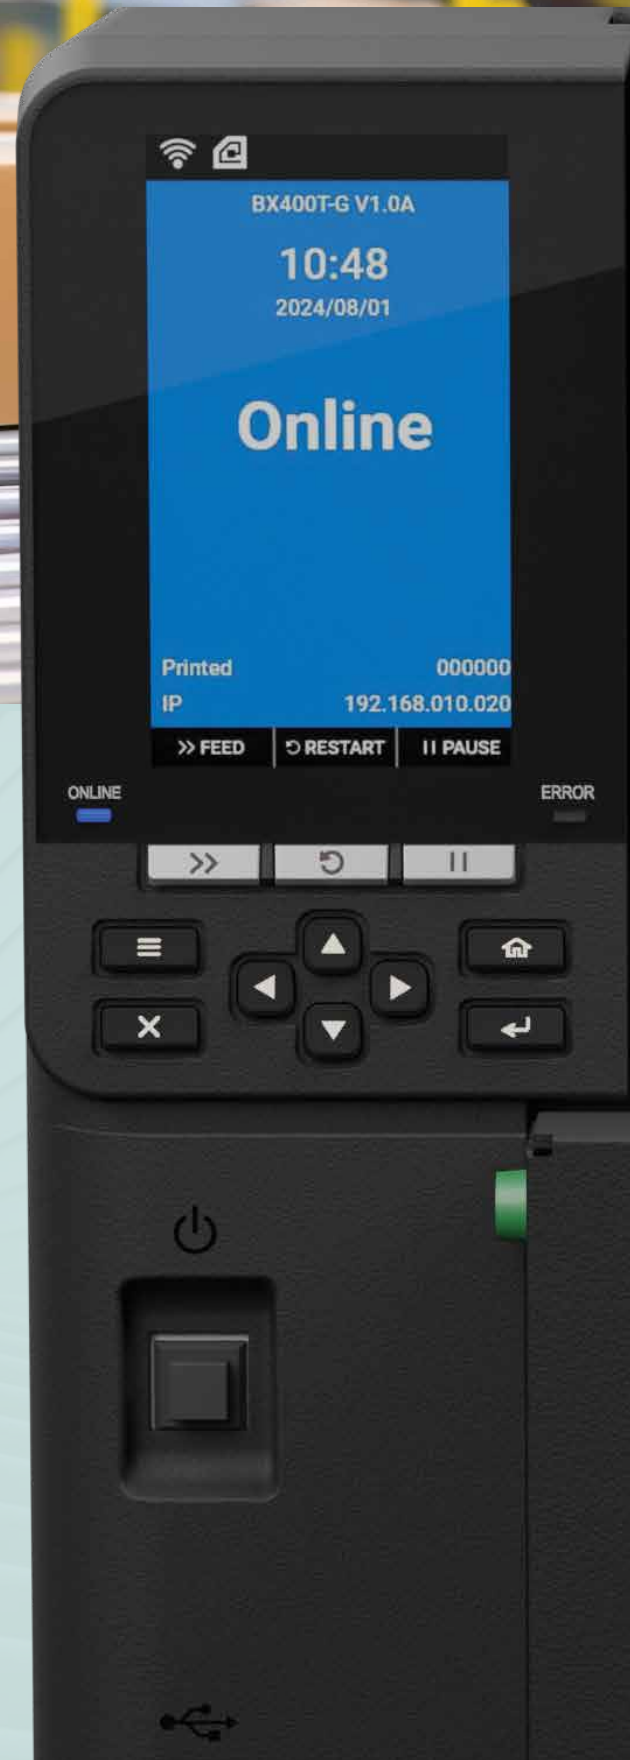 BX400T-G V1.0A
10:48
2024/08/01
Online
Printed 000000
IP 192.168.010.020
FEED RESTART PAUSE
ONLINE ERROR